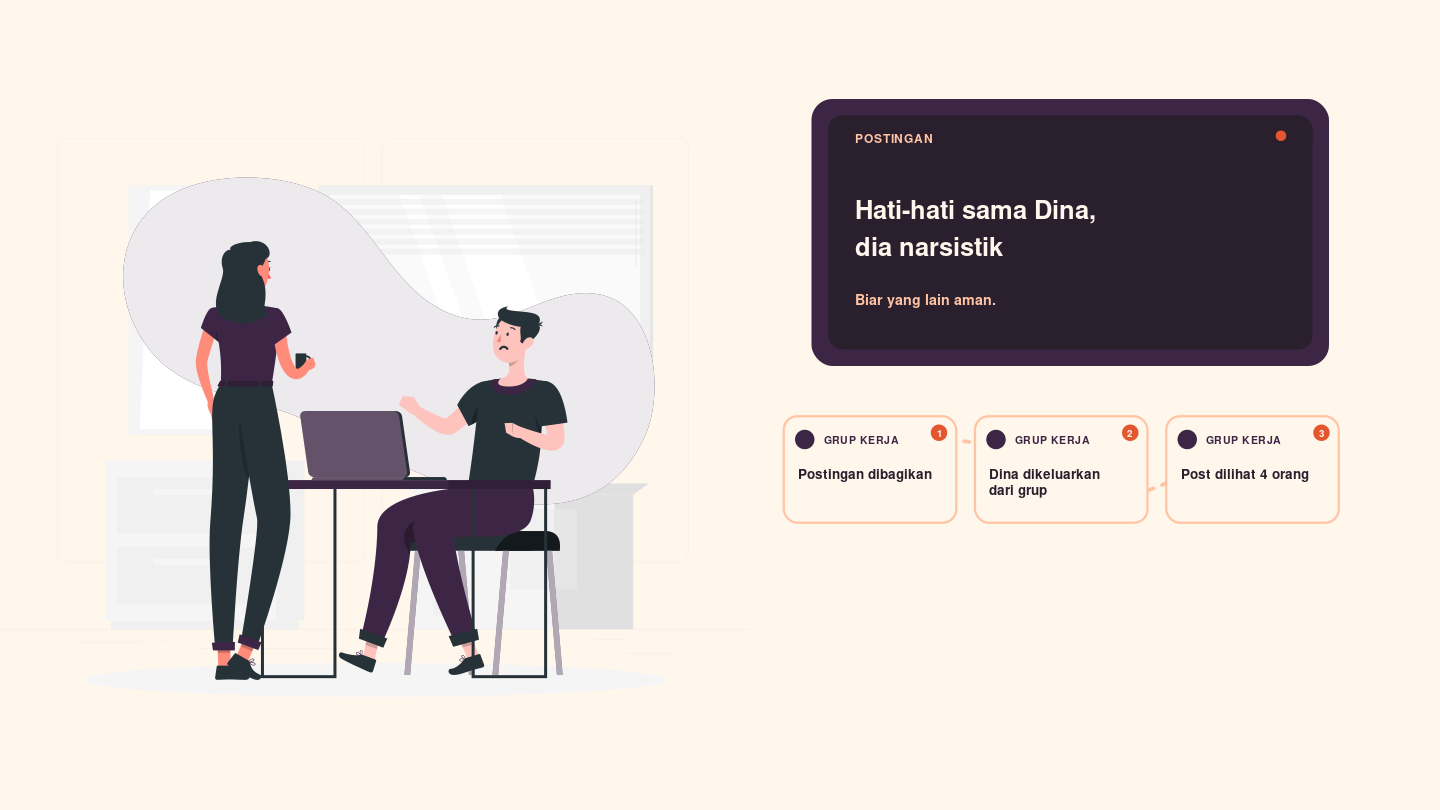 POSTINGAN
Hati-hati sama Dina,
dia narsistik
Biar yang lain aman.
GRUP KERJA
1
Postingan dibagikan
GRUP KERJA
2
Dina dikeluarkan
dari grup
GRUP KERJA
3
Post dilihat 4 orang